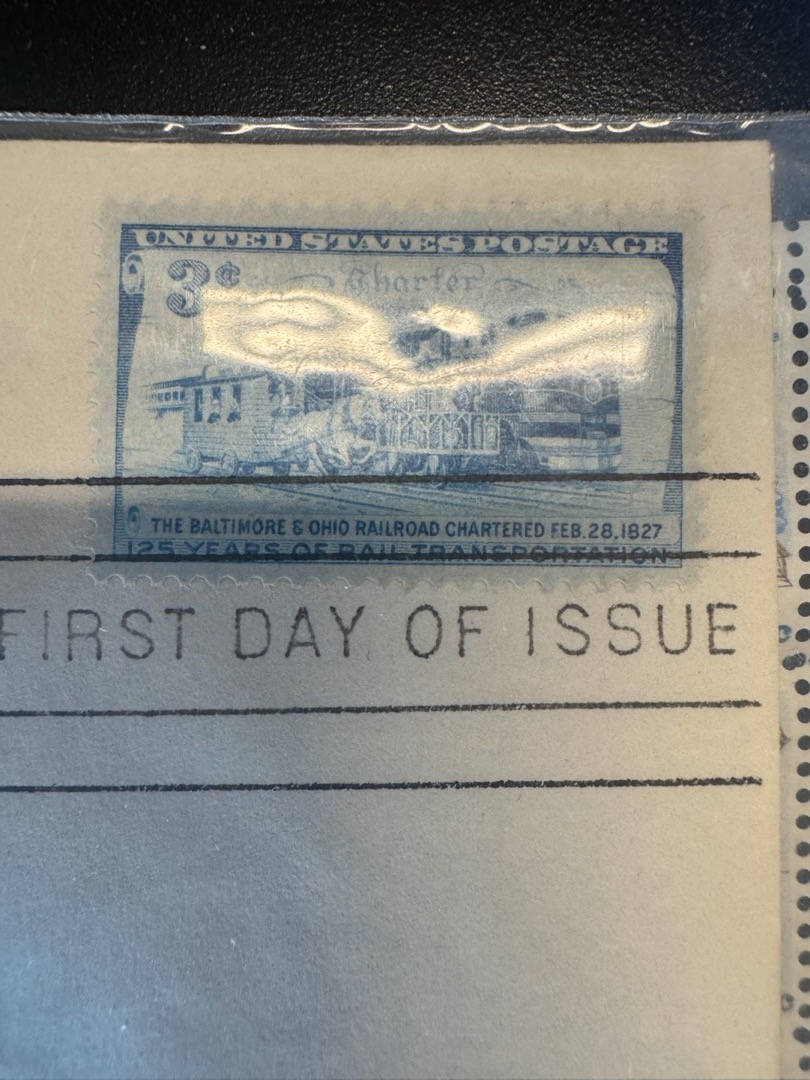 UNITED STATES POSTAGE
3¢
Charter
THE BALTIMORE & OHIO RAILROAD CHARTERED FEB. 28, 1827
125 YEARS OF RAIL TRANSPORTATION
FIRST DAY OF ISSUE